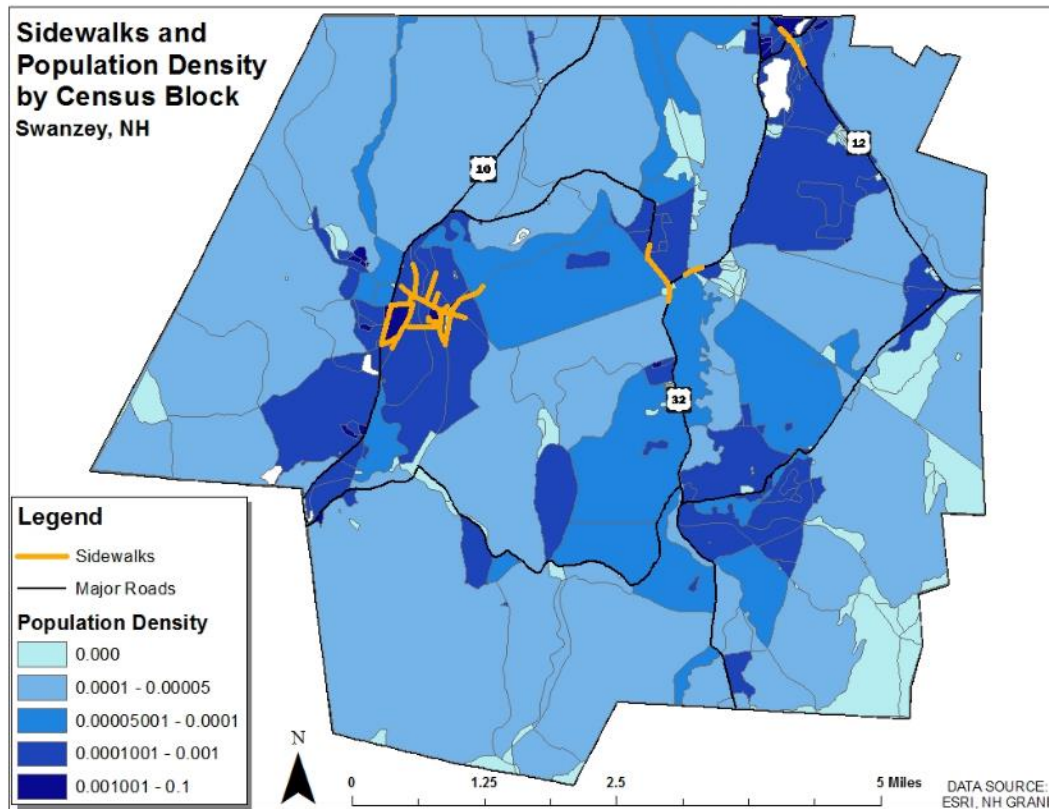 Sidewalks and
Population Density
by Census Block
Swanzey, NH
10
12
32
Legend
Sidewalks
Major Roads
Population Density
0.000
0.0001 - 0.00005
0.00005001 - 0.0001
0.0001001 - 0.001
0.001001 - 0.1
N
0 1.25 2.5 5 Miles
DATA SOURCE:
ESRI, NH GRANI